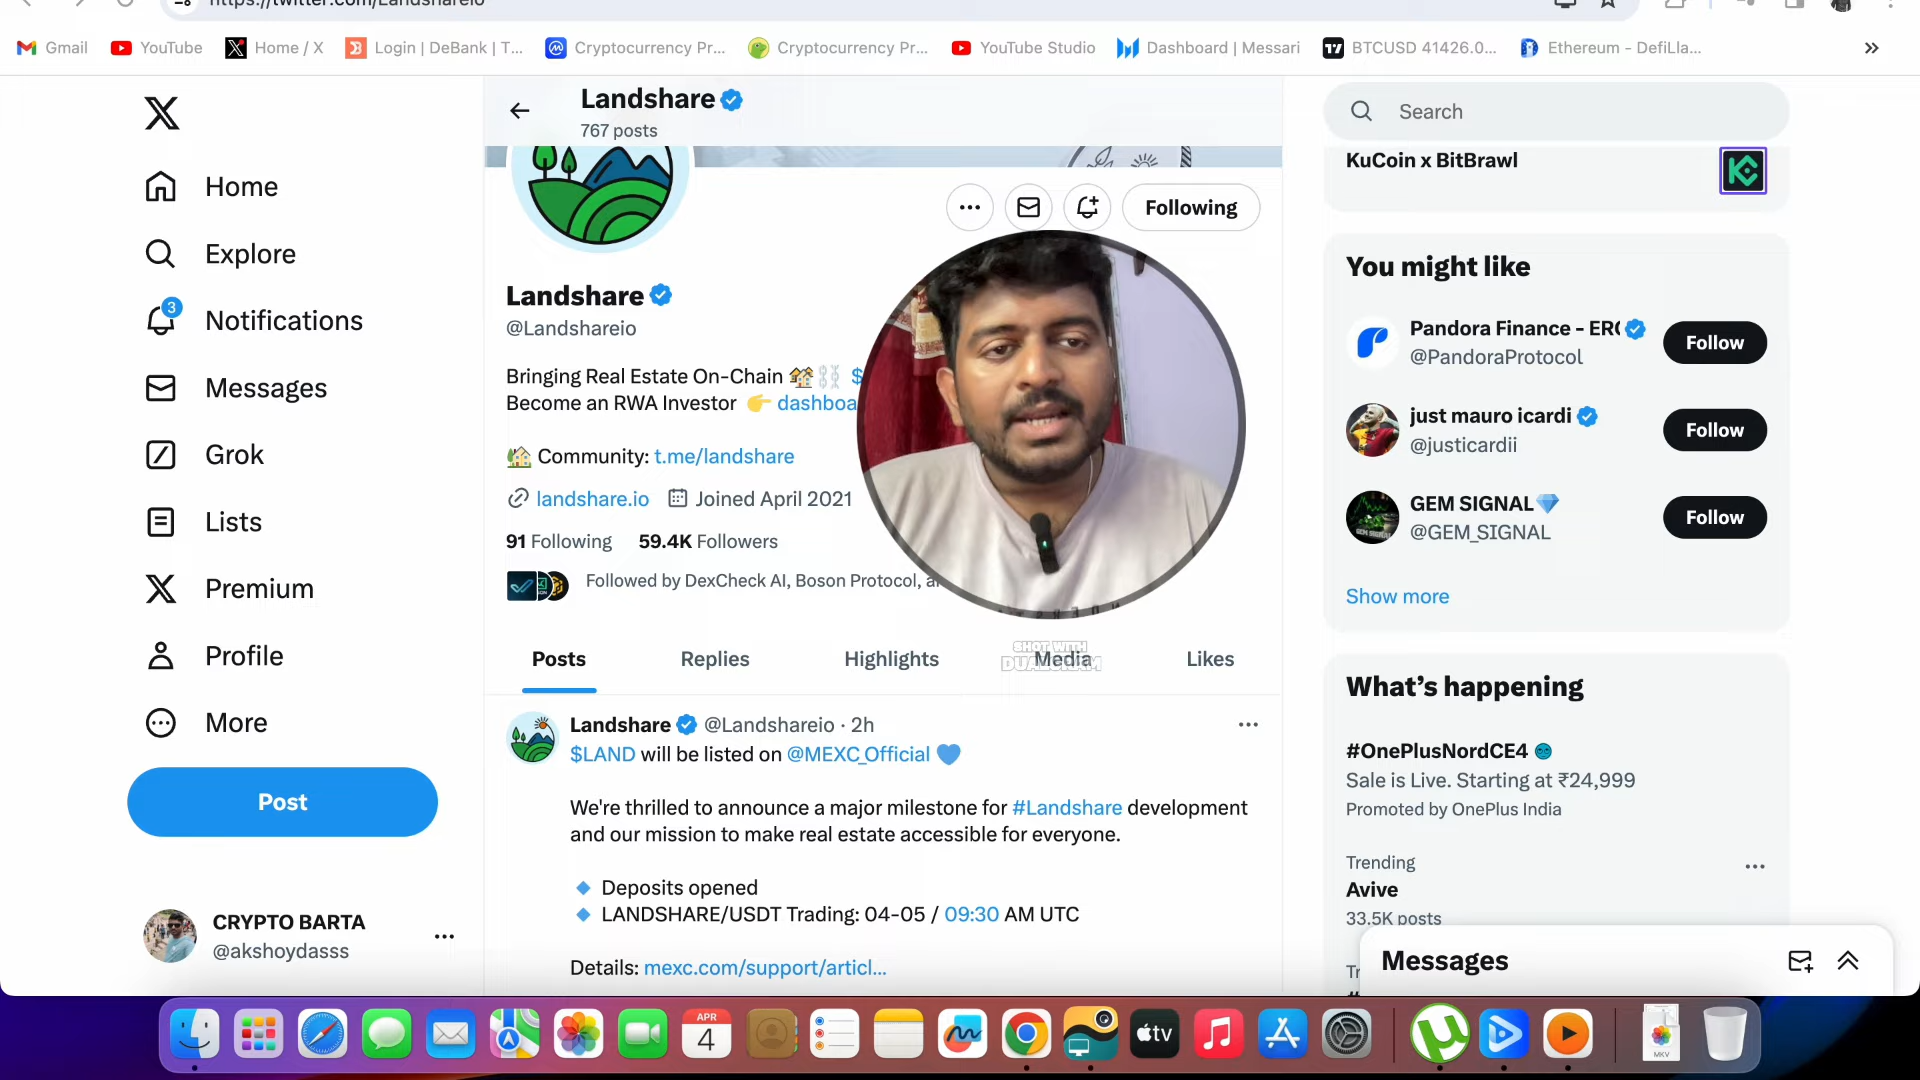 Gmail
YouTube
Home / X
Login | DeBank | T...
Cryptocurrency Pr...
Cryptocurrency Pr...
YouTube Studio
Dashboard | Messari
BTCUSD 41426.0...
Ethereum - DefiLla...
Landshare
767 posts
Home
Explore
3
Notifications
Messages
Grok
Lists
Premium
Profile
More
Post
CRYPTO BARTA
@akshoydasss
Following
Landshare
@Landshareio
Bringing Real Estate On-Chain
Become an RWA Investor
Community: t.me/landshare
landshare.io Joined April 2021
91 Following 59.4K Followers
Followed by DexCheck AI, Boson Protocol,
SHOT WITH
Posts Replies Highlights Media Likes
Landshare @Landshareio · 2h
$LAND will be listed on @MEXC_Official
We're thrilled to announce a major milestone for #Landshare development
and our mission to make real estate accessible for everyone.
Deposits opened
LANDSHARE/USDT Trading: 04-05 / 09:30 AM UTC
Details: mexc.com/support/articl...
Search
KuCoin x BitBrawl
You might like
Pandora Finance - ER
@PandoraProtocol
Follow
just mauro icardi
@justicardii
Follow
GEM SIGNAL
@GEM_SIGNAL
Follow
Show more
What's happening
#OnePlusNordCE4
Sale is Live. Starting at ₹24,999
Promoted by OnePlus India
Trending
Avive
33.5K posts
Messages
APR
4
tv
MKV